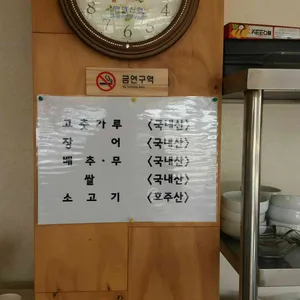 금연구역
고춧가루 〈국내산〉
장어 〈국내산〉
배추·무 〈국내산〉
쌀 〈국내산〉
소고기 〈호주산〉